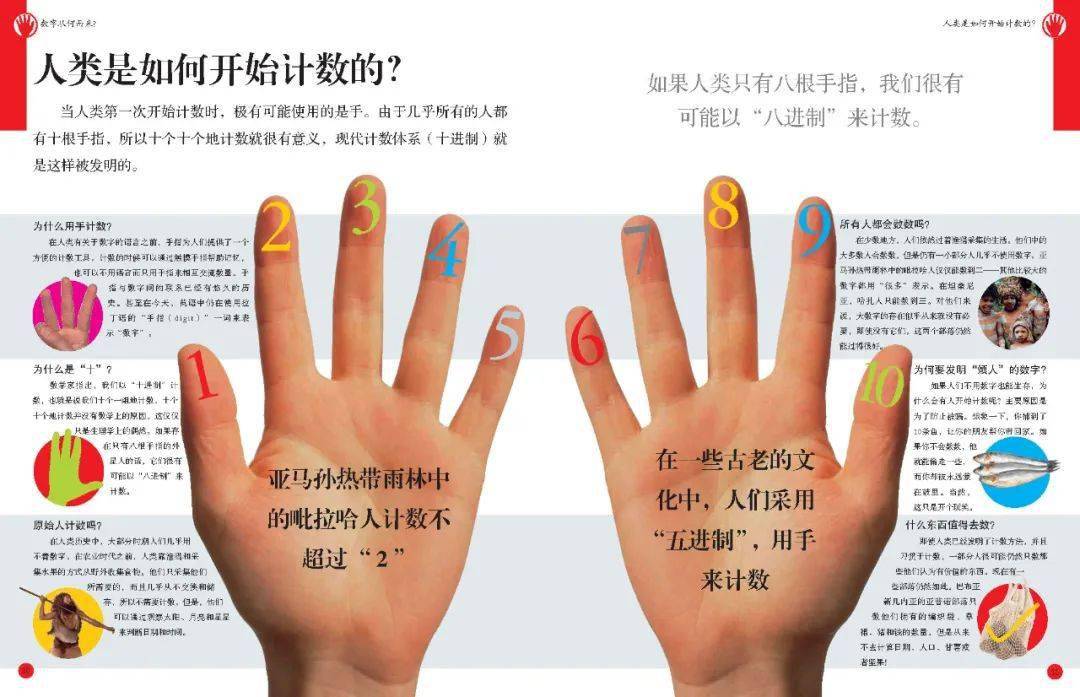 数字从何而来?
人类是如何开始计数的?
人类是如何开始计数的?
当人类第一次开始计数时，极有可能使用的是手。由于几乎所有的人都
有十根手指，所以十个十个地计数就很有意义，现代计数体系（十进制）就
是这样被发明的。
如果人类只有八根手指，我们很有
可能以“八进制”来计数。
为什么用手计数?
在人类有关于数字的语言之前，手指为人们提供了一个
方便的计数工具，计数的时候可以通过触摸手指帮助记忆，
也可以不用语言而只用手指来相互交流数量。手
指与数字间的联系已经有悠久的历
史。甚至在今天，英语中仍在使用拉
丁语的“手指（digit）”一词来表
示“数字”。
为什么是“十”?
数学家指出，我们以“十进制”计
数，也就是说我们十个一组地计数，十个
十个地计数并没有数学上的原因，这仅仅
只是生理学上的偶然。如果存
在只有八根手指的外
星人的话，它们很有
可能以“八进制”来
计数。
原始人计数吗?
在人类历史中，大部分时期人们几乎用
不着数字。在农业时代之前，人类靠渔猎和采
集水果的方式从野外收集食物。他们只采集他们
所需要的，而且几乎从不交换和储
存，所以不需要计数。但是，他们
可以通过观察太阳、月亮和星星
来判断日期和时间。
1
2
3
4
5
6
7
8
9
10
亚马孙热带雨林中
的毗拉哈人计数不
超过“2”
在一些古老的文
化中，人们采用
“五进制”，用手
来计数
所有人都会数数吗?
在少数地方，人们依然过着渔猎采集的生活。他们中的
大多数人会数数，但是仍有一小部分人几乎不使用数字。亚
马孙热带雨林中的毗拉哈人仅仅能数到二——其他比较大的
数字都用“很多”表示。在坦桑尼
亚，哈扎人只能数到三。对他们来
说，大数字的存在似乎从来就没有必
要，即使没有它们，这两个部落仍然
能过得很好。
为何要发明“烦人”的数字?
如果人们不用数字也能生存，为
什么会有人开始计数呢? 主要原因是
为了防止被骗。想象一下，你捕到了
10条鱼，让你的朋友帮你带回家。如
果你不会数数，他
就能偷走一些，
而你却被永远蒙
在鼓里。当然，
这只是开个玩笑。
什么东西值得去数?
即使人类已经发明了计数方法，并且
习惯于计数，一部分人很可能仍然只数那
些他们认为有价值的东西。现在有一
些部落仍然如此。巴布亚
新几内亚的亚普诺部落只
数他们拥有的编织袋、草
裙、猪和钱的数量，但是从来
不去计算日期、人口、甘薯或
者坚果!